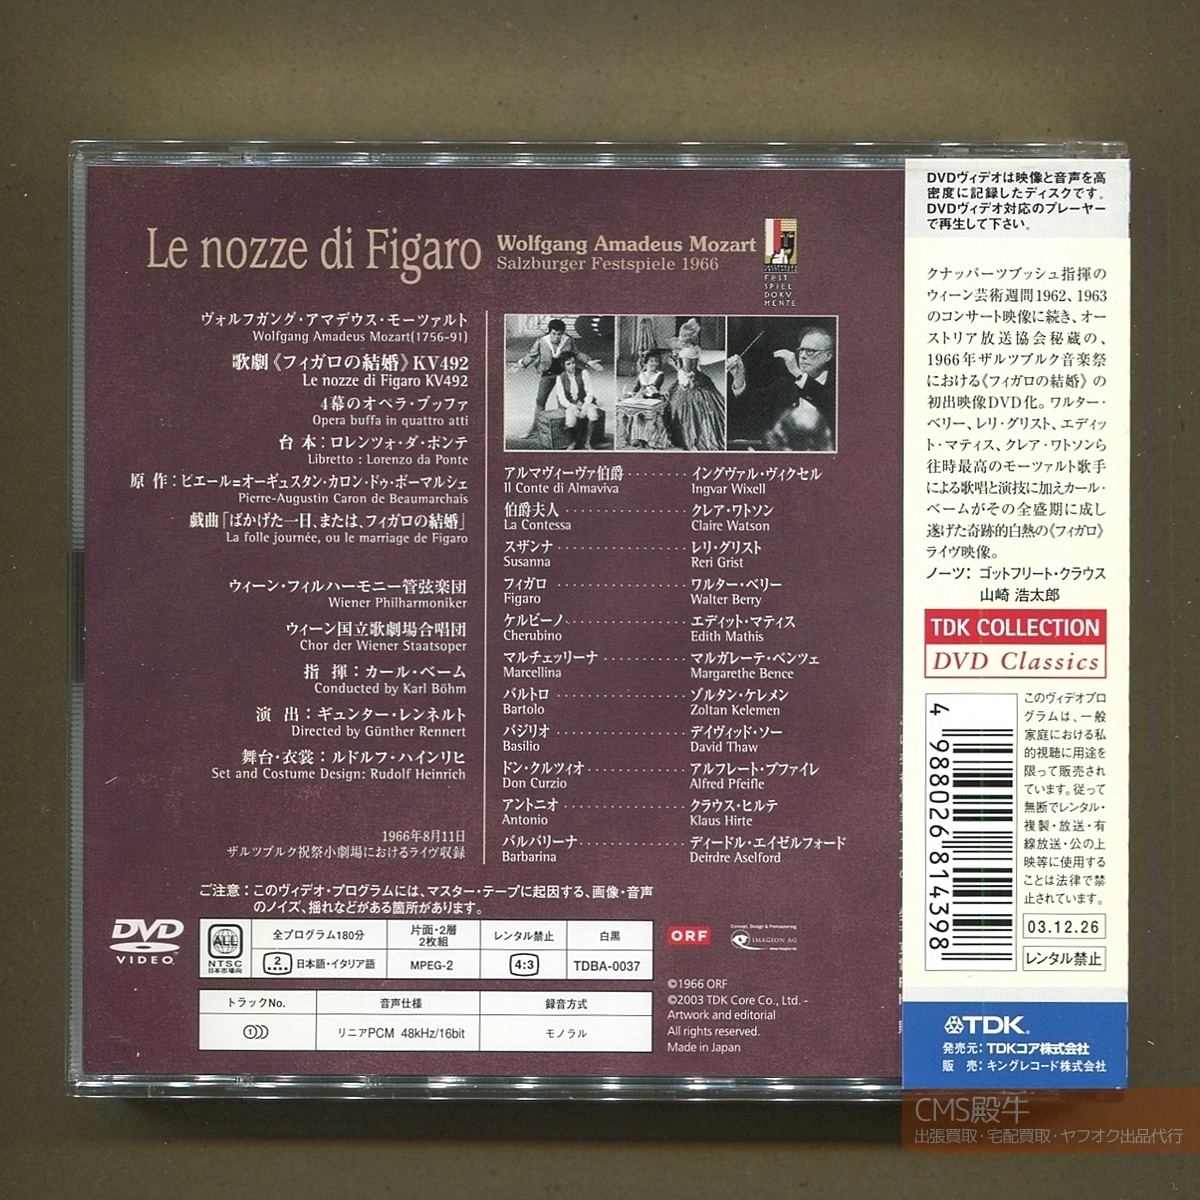 Le nozze di Figaro
Wolfgang Amadeus Mozart
Salzburger Festspiele 1966
FEST
SPIEL
DOKU
MENTE
ヴォルフガング・アマデウス・モーツァルト
Wolfgang Amadeus Mozart(1756-91)
歌劇《フィガロの結婚》KV492
Le nozze di Figaro KV492
4幕のオペラ・ブッファ
Opera buffa in quattro atti
台 本：ロレンツォ・ダ・ポンテ
Libretto : Lorenzo da Ponte
原 作：ピエール＝オーギュスタン・カロン・ドゥ・ボーマルシェ
Pierre-Augustin Caron de Beaumarchais
戯曲「ばかげた一日、または、フィガロの結婚」
La folle journée, ou le marriage de Figaro
ウィーン・フィルハーモニー管弦楽団
Wiener Philharmoniker
ウィーン国立歌劇場合唱団
Chor der Wiener Staatsoper
指 揮：カール・ベーム
Conducted by Karl Böhm
演 出：ギュンター・レンネルト
Directed by Günther Rennert
舞台・衣裳：ルドルフ・ハインリヒ
Set and Costume Design: Rudolf Heinrich
1966年8月11日
ザルツブルク祝祭小劇場におけるライヴ収録
アルマヴィーヴァ伯爵 ········ イングヴァル・ヴィクセル
Il Conte di Almaviva Ingvar Wixell
伯爵夫人 ················ クレア・ワトソン
La Contessa Claire Watson
スザンナ ················ レリ・グリスト
Susanna Reri Grist
フィガロ ················ ワルター・ベリー
Figaro Walter Berry
ケルビーノ ·············· エディット・マティス
Cherubino Edith Mathis
マルチェッリーナ ·········· マルガレーテ・ベンツェ
Marcellina Margarethe Bence
バルトロ ················ ゾルタン・ケレメン
Bartolo Zoltan Kelemen
バジリオ ················ デイヴィッド・ソー
Basilio David Thaw
ドン・クルツィオ ·········· アルフレート・プファイレ
Don Curzio Alfred Pfeifle
アントニオ ·············· クラウス・ヒルテ
Antonio Klaus Hirte
バルバリーナ ············ ディードル・エイゼルフォード
Barbarina Deirdre Aselford
ご注意：このヴィデオ・プログラムには、マスター・テープに起因する、画像・音声
のノイズ、揺れなどがある箇所があります。
DVD
VIDEO
ALL
NTSC
日本市場向
全プログラム180分
片面・2層
2枚組
レンタル禁止
白黒
2 日本語・イタリア語
MPEG-2
4:3
TDBA-0037
トラックNo.
音声仕様
録音方式
1
リニアPCM 48kHz/16bit
モノラル
ORF
Concept, Design & Premastering
IMAGION AG
www.imagion.de
©1966 ORF
©2003 TDK Core Co., Ltd. -
Artwork and editorial
All rights reserved.
Made in Japan
DVDヴィデオは映像と音声を高
密度に記録したディスクです。
DVDヴィデオ対応のプレーヤー
で再生して下さい。
クナッパーツブッシュ指揮の
ウィーン芸術週間1962、1963
のコンサート映像に続き、オー
ストリア放送協会秘蔵の、
1966年ザルツブルク音楽祭
における《フィガロの結婚》の
初出映像DVD化。ワルター・
ベリー、レリ・グリスト、エディッ
ト・マティス、クレア・ワトソンら
往時最高のモーツァルト歌手
による歌唱と演技に加えカール・
ベームがその全盛期に成し
遂げた奇跡的白熱の《フィガロ》
ライヴ映像。
ノーツ：ゴットフリート・クラウス
山崎 浩太郎
TDK COLLECTION
DVD Classics
4 988026 814398
このヴィデオプロ
グラムは、一般
家庭における私
的視聴に用途を
限って販売され
ています。従って
無断でレンタル・
複製・放送・有
線放送・公の上
映等に使用する
ことは法律で禁
止されています。
03.12.26
レンタル禁止
TDK.
発売元：TDKコア株式会社
販 売：キングレコード株式会社
CMS殿牛
出張買取・宅配買取・ヤフオク出品代行